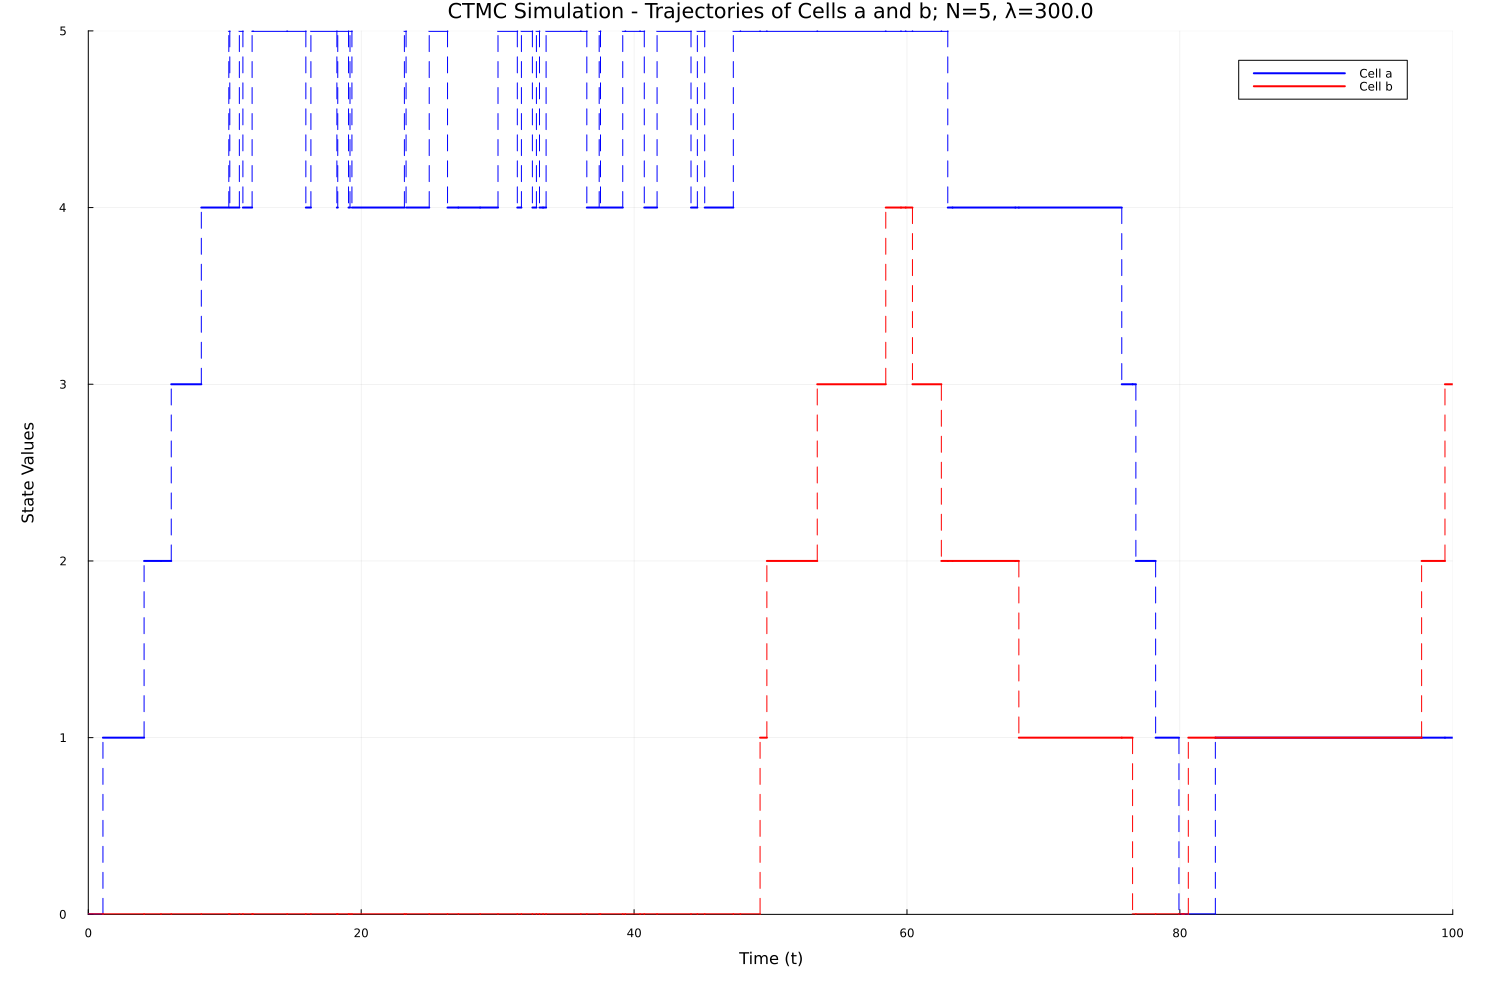 CTMC Simulation - Trajectories of Cells a and b; N=5, λ=300.0
5
Cell a
Cell b
4
3
State Values
2
1
0
0 20 40 60 80 100
Time (t)